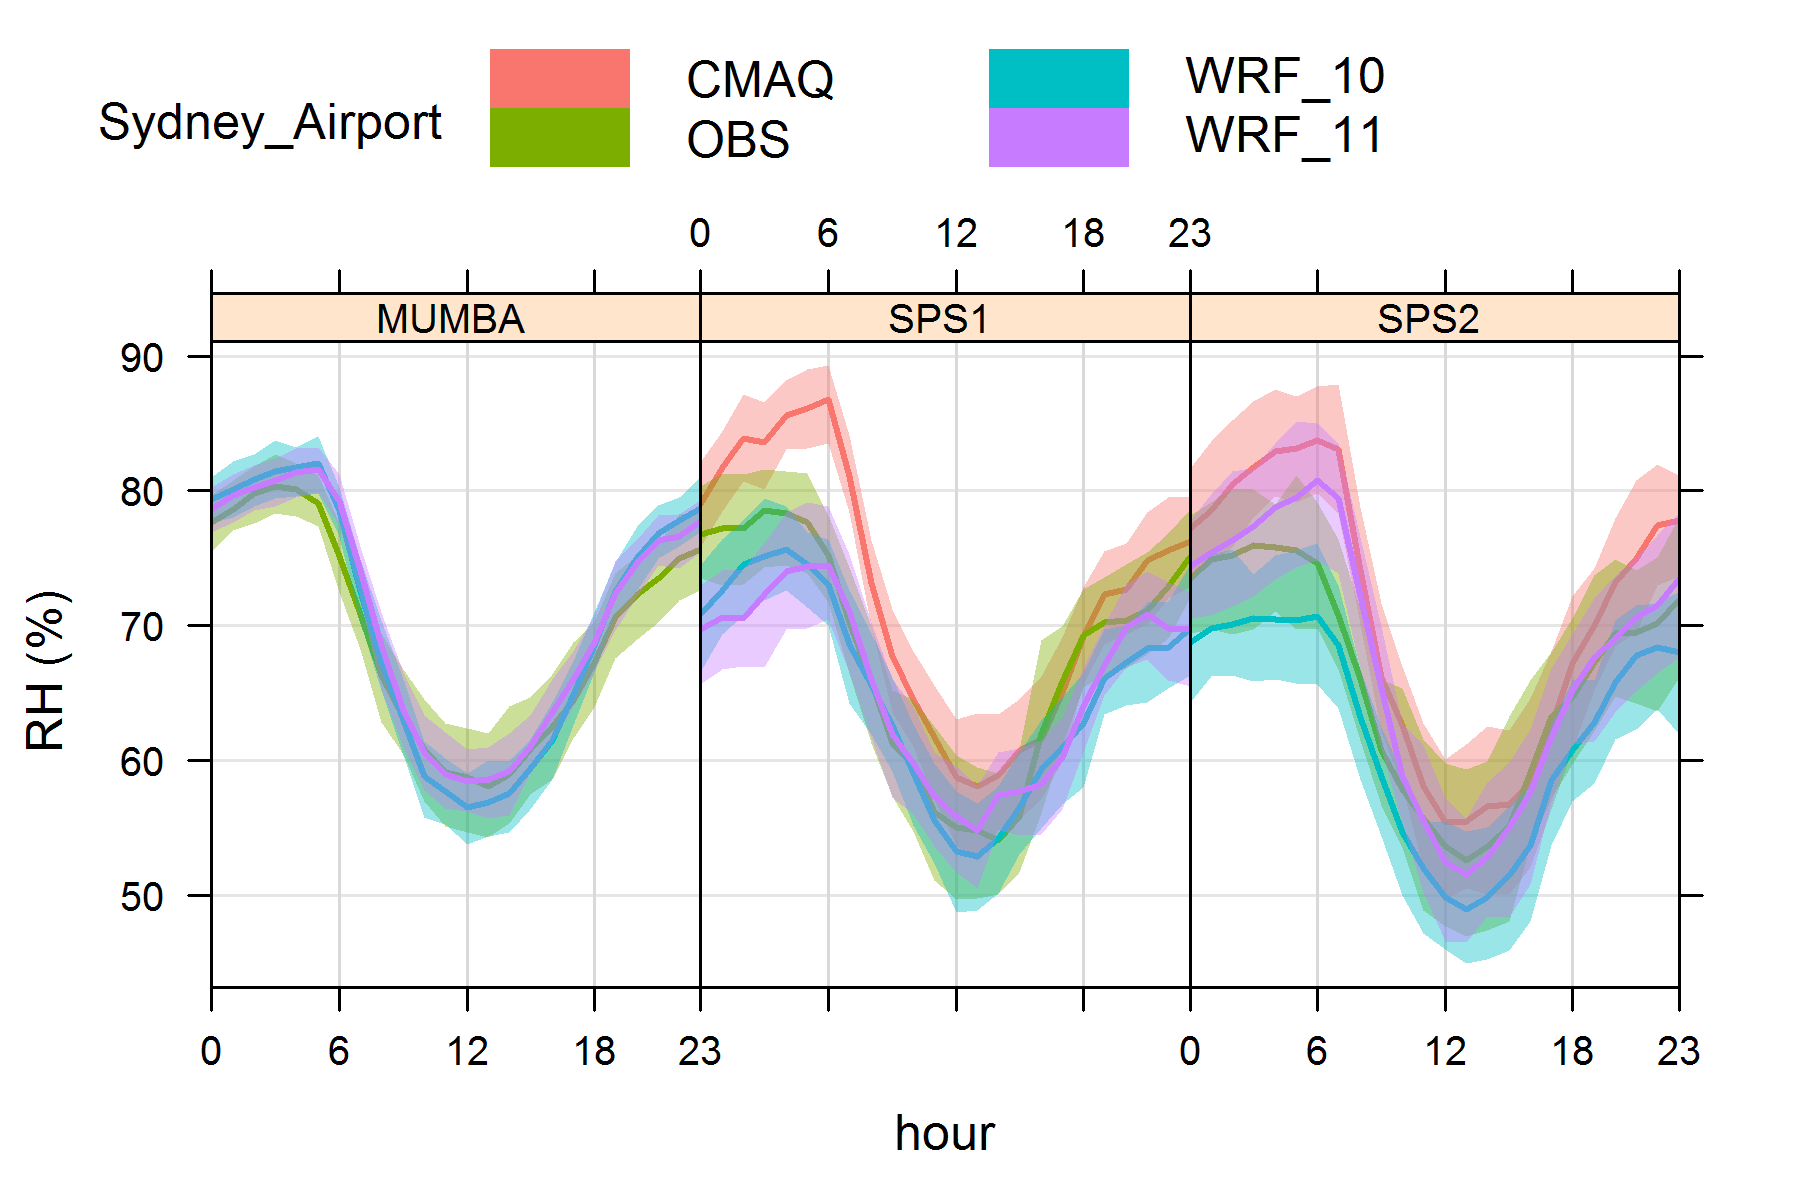 Sydney_Airport
CMAQ
OBS
WRF_10
WRF_11
0 6 12 18 23
MUMBA SPS1 SPS2
90
80
70
60
50
RH (%)
0 6 12 18 23 0 6 12 18 23
hour